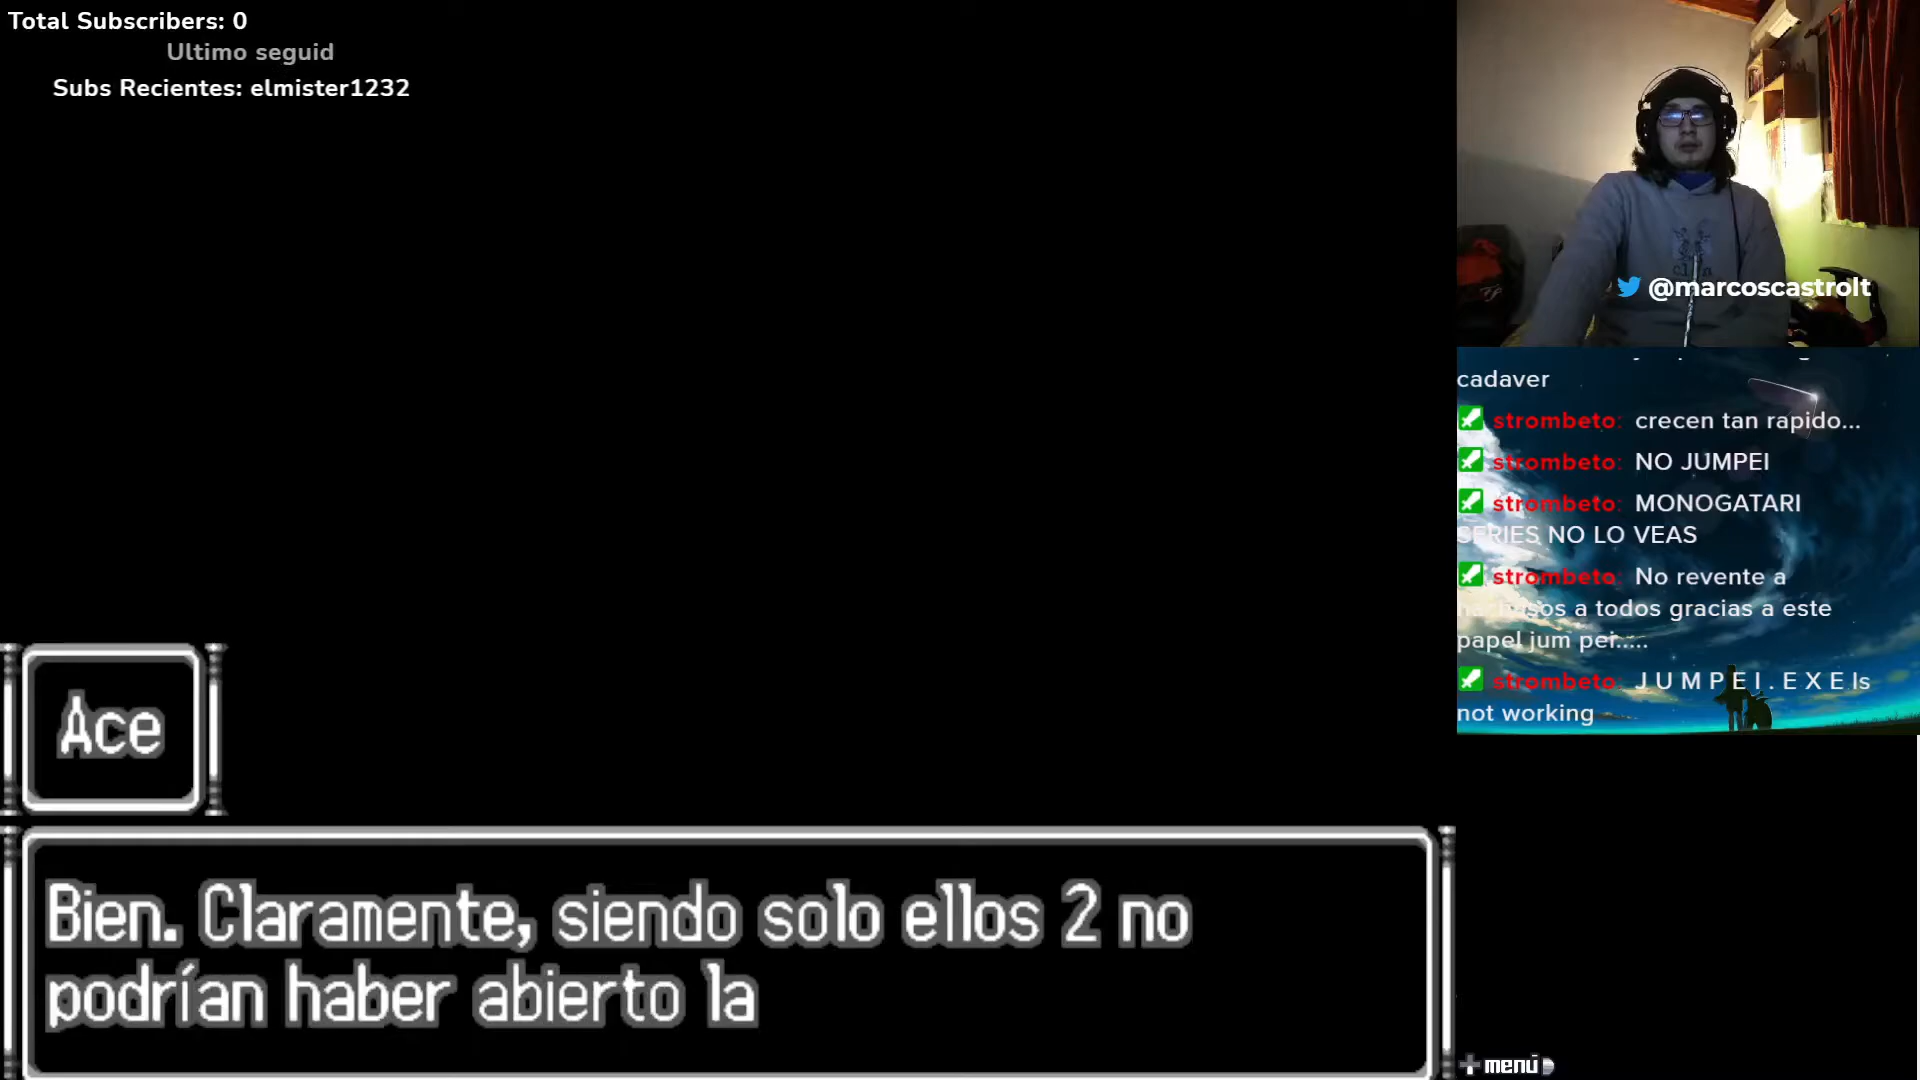 Total Subscribers: 0
Ultimo seguid
Subs Recientes: elmister1232
@marcoscastrolt
cadaver
strombeto: crecen tan rapido...
strombeto: NO JUMPEI
strombeto: MONOGATARI
SERIES NO LO VEAS
strombeto: No revente a
hachasos a todos gracias a este
papel jum pei.....
strombeto: J U M P E I . E X E Is
not working
Ace
Bien. Claramente, siendo solo ellos 2 no
podrían haber abierto la
menú